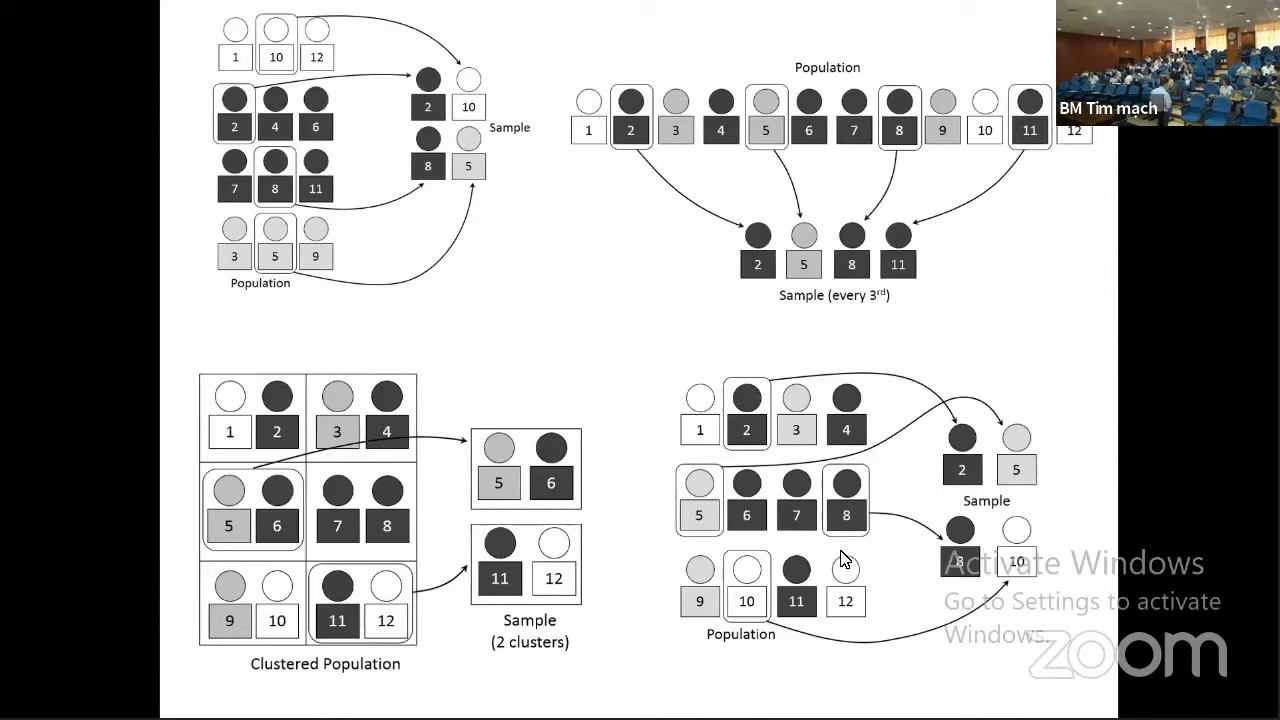 1 10 12
2 4 6
7 8 11
3 5 9
Population
2 10
8 5
Sample
Population
1 2 3 4 5 6 7 8 9 10 11 12
2 5 8 11
Sample (every 3rd)
1 2 3 4
5 6 7 8
9 10 11 12
Clustered Population
5 6
11 12
Sample
(2 clusters)
1 2 3 4
5 6 7 8
9 10 11 12
Population
2 5
Sample
8 10
BM Tim mạch
Activate Windows
Go to Settings to activate
Windows.
zoom